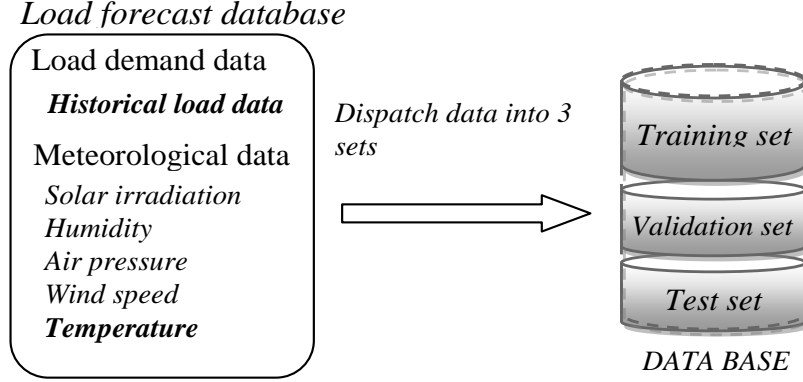 Load forecast database
Load demand data
Historical load data
Meteorological data
Solar irradiation
Humidity
Air pressure
Wind speed
Temperature
Dispatch data into 3
sets
Training set
Validation set
Test set
DATA BASE